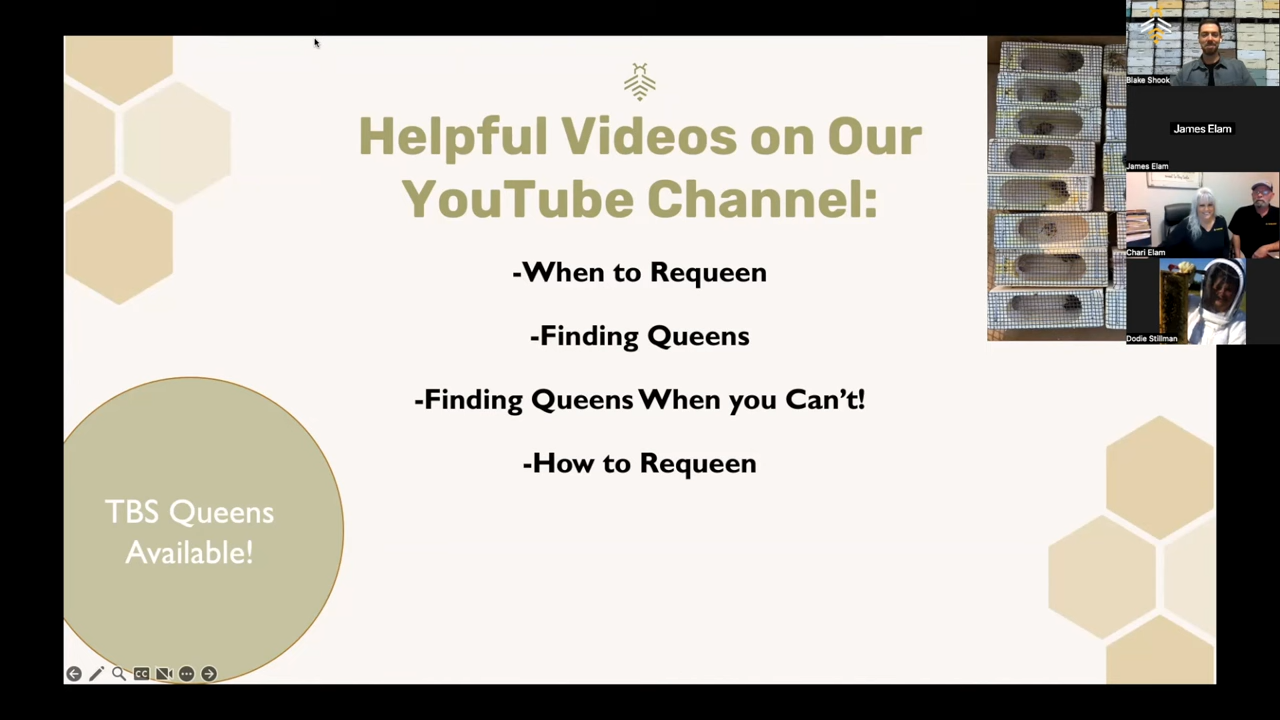 Helpful Videos on Our
YouTube Channel:
-When to Requeen
-Finding Queens
-Finding Queens When you Can't!
-How to Requeen
TBS Queens
Available!
CC
Blake Shook
James Elam
James Elam
Chari Elam
Dodie Stillman